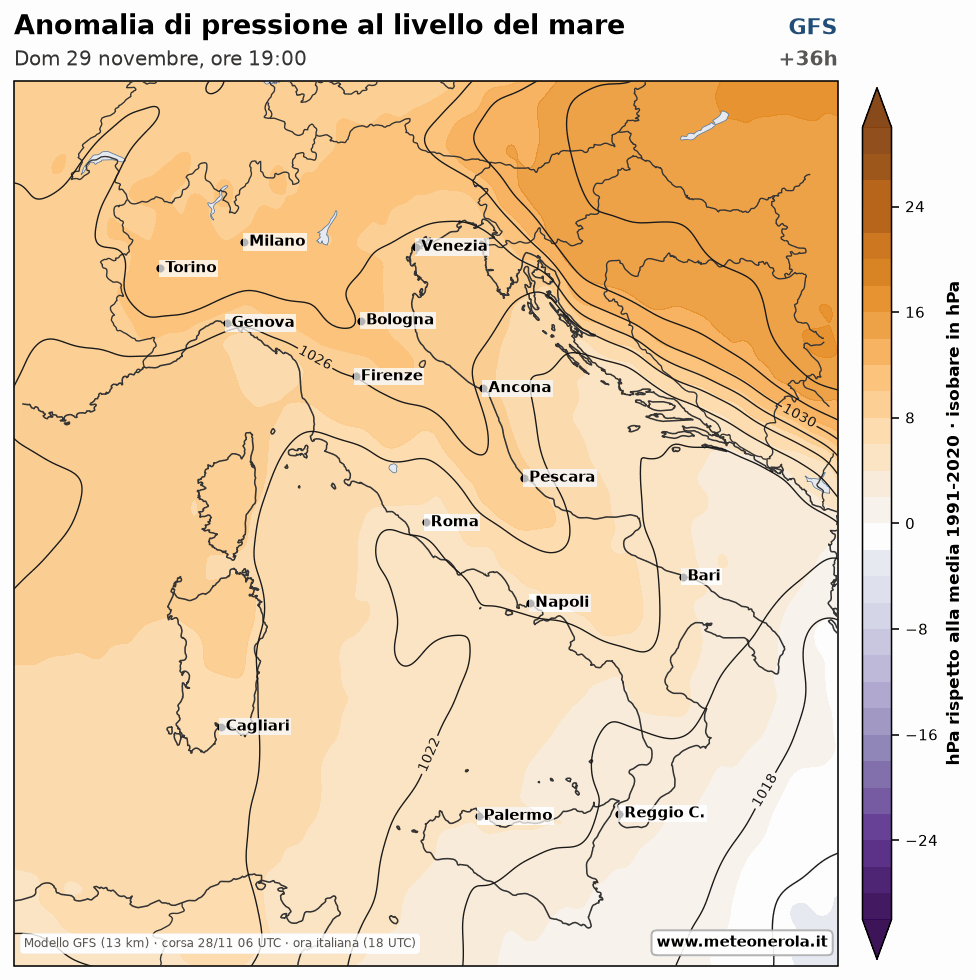 Anomalia di pressione al livello del mare
GFS
Dom 29 novembre, ore 19:00
+36h
Milano
Venezia
Torino
Genova
Bologna
1026
Firenze
Ancona
1030
Pescara
Roma
Bari
Napoli
Cagliari
1022
1018
Palermo
Reggio C.
Modello GFS (13 km) · corsa 28/11 06 UTC · ora italiana (18 UTC)
www.meteonerola.it
24
16
8
0
−8
−16
−24
hPa rispetto alla media 1991-2020 · isobare in hPa